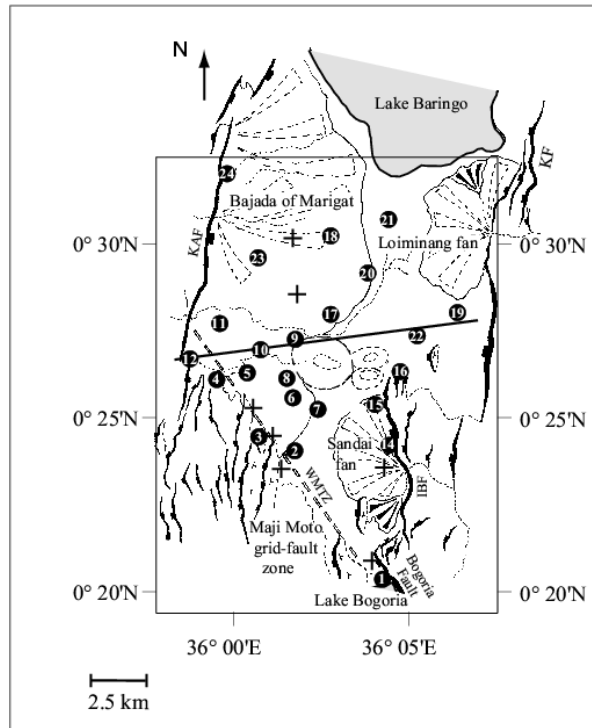 N
Lake Baringo
KF
24
Bajada of Marigat
Loiminang fan
KAF
21
18
0° 30'N
0° 30'N
23
20
17
19
11
9
22
10
12
16
5
8
4
6
15
7
0° 25'N
0° 25'N
3
Sandai
fan
14
2
WMTZ
IBF
Maji Moto
grid-fault
zone
Bogoria
Fault
1
0° 20'N
0° 20'N
Lake Bogoria
36° 00'E
36° 05'E
2.5 km